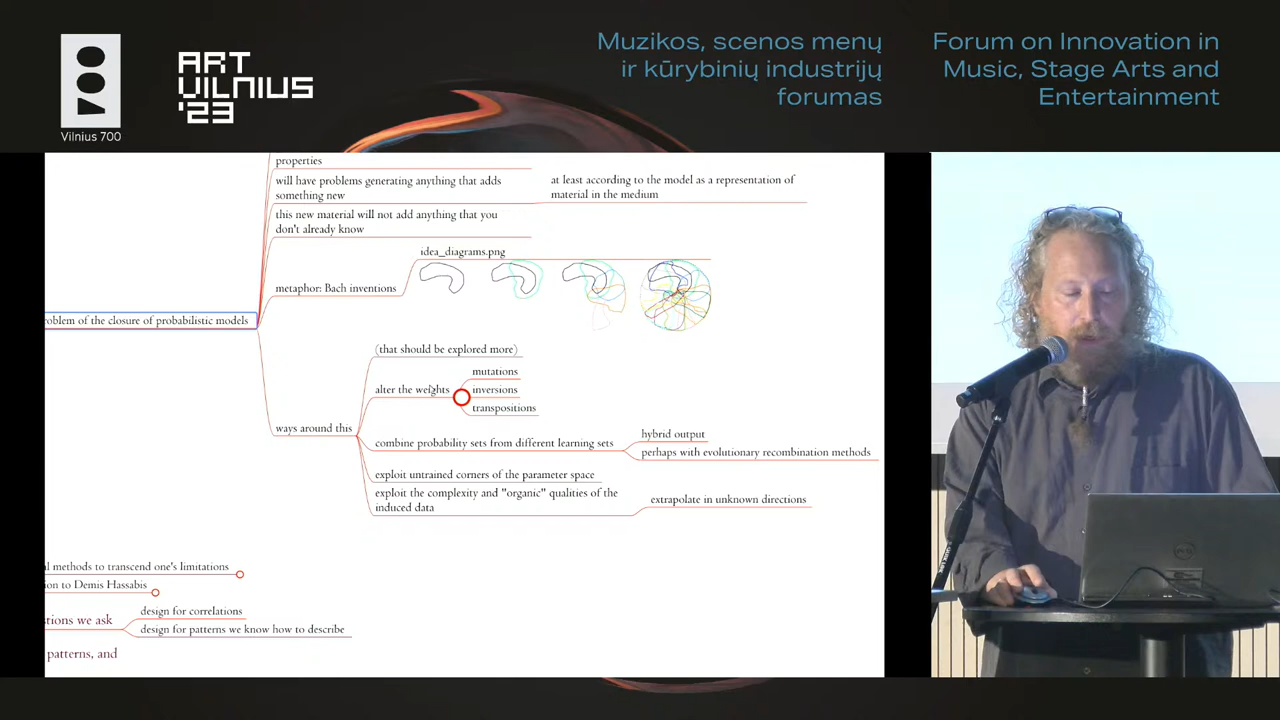 Vilnius 700
ART
VILNIUS
'23
Muzikos, scenos menų
ir kūrybinių industrijų
forumas
Forum on Innovation in
Music, Stage Arts and
Entertainment
properties
will have problems generating anything that adds
something new
at least according to the model as a representation of
material in the medium
this new material will not add anything that you
don't already know
idea_diagrams.png
metaphor: Bach inventions
roblem of the closure of probabilistic models
(that should be explored more)
mutations
alter the weights
inversions
transpositions
ways around this
combine probability sets from different learning sets
hybrid output
perhaps with evolutionary recombination methods
exploit untrained corners of the parameter space
exploit the complexity and "organic" qualities of the
induced data
extrapolate in unknown directions
al methods to transcend one's limitations
ion to Demis Hassabis
stions we ask
design for correlations
design for patterns we know how to describe
patterns, and
DELL